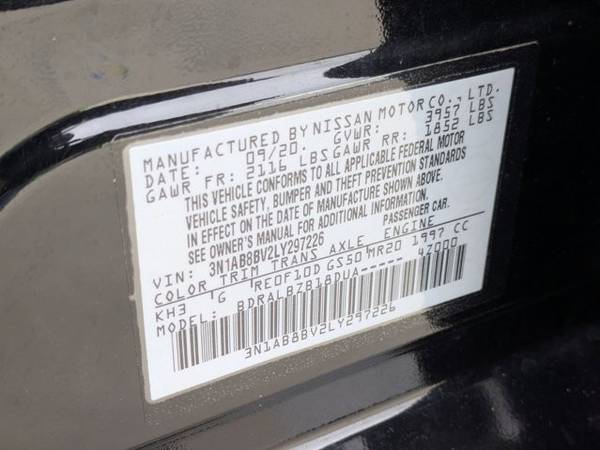 MANUFACTURED BY NISSAN MOTOR CO., LTD.
DATE: 09/20. GVWR: 3957 LBS
GAWR FR: 2116 LBS GAWR RR: 1852 LBS
THIS VEHICLE CONFORMS TO ALL APPLICABLE FEDERAL MOTOR
VEHICLE SAFETY, BUMPER AND THEFT PREVENTION STANDARDS
IN EFFECT ON THE DATE OF MANUFACTURE SHOWN ABOVE.
SEE OWNER'S MANUAL FOR ADDITIONAL INFORMATION.
VIN: 3N1AB8BV2LY297226 PASSENGER CAR.
COLOR TRIM TRANS AXLE ENGINE
KH3 'G 'RE0F10D GS50'MR20 1997 CC
MODEL: BDRALBZB18DUA----- 4Z000
3N1AB8BV2LY297226